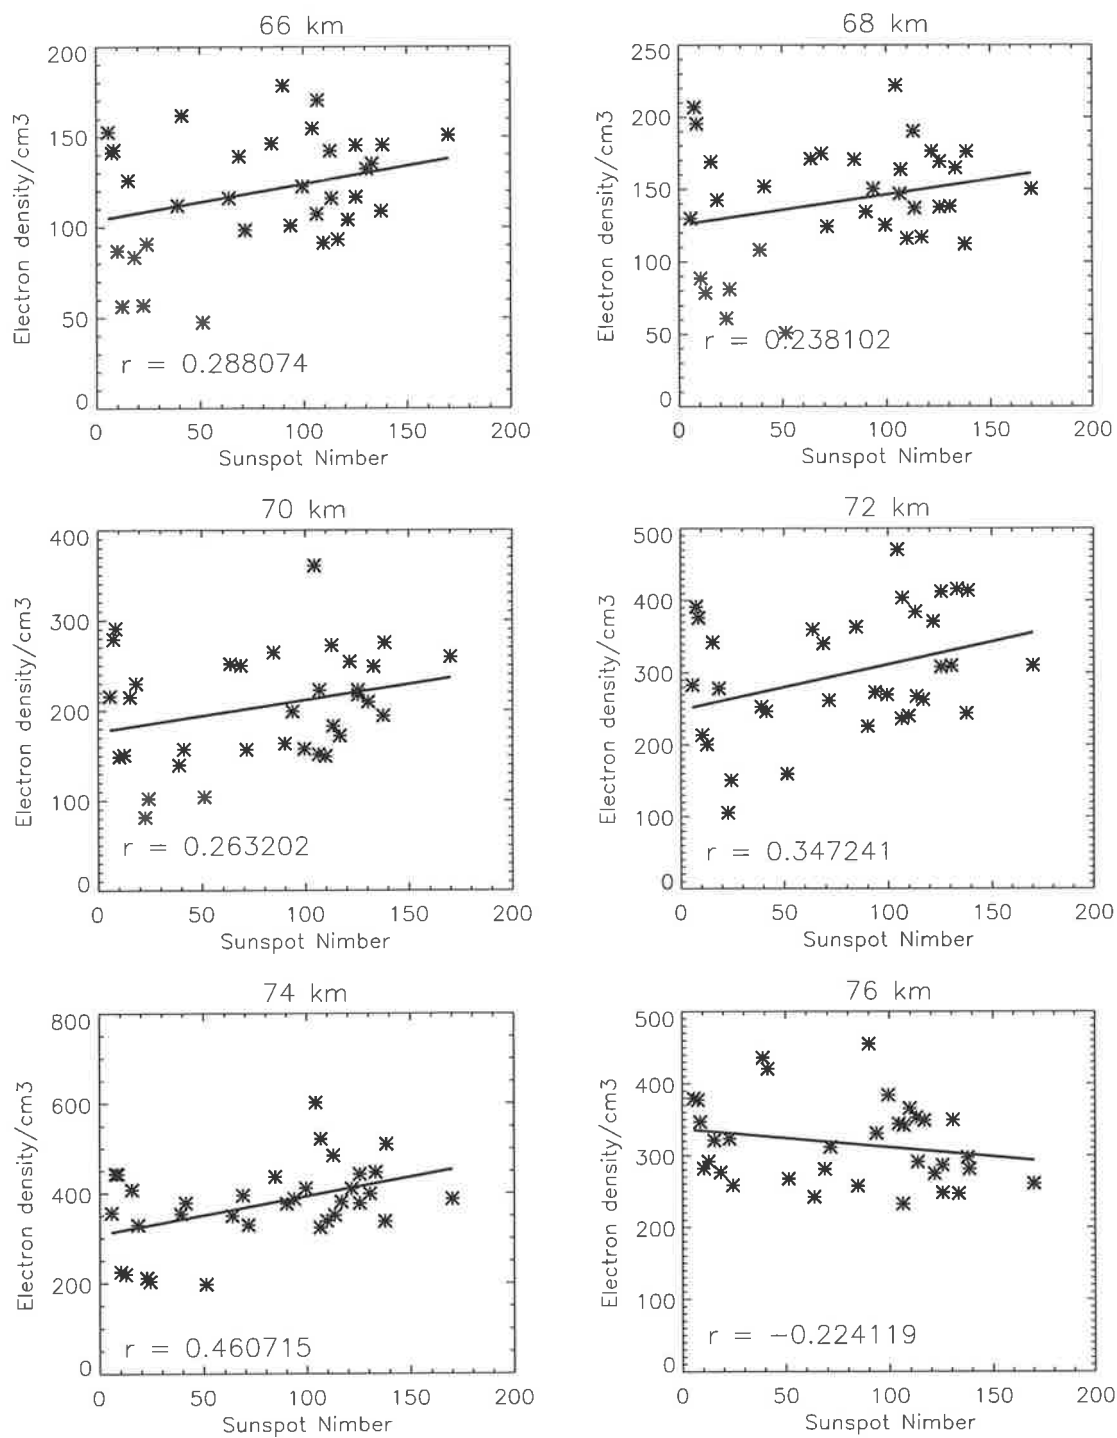 66 km
200
150
100
50
0
Electron density/cm3
r = 0.288074
0 50 100 150 200
Sunspot Nimber
68 km
250
200
150
100
50
0
Electron density/cm3
r = 0.238102
0 50 100 150 200
Sunspot Nimber
70 km
400
300
200
100
0
Electron density/cm3
r = 0.263202
0 50 100 150 200
Sunspot Nimber
72 km
500
400
300
200
100
0
Electron density/cm3
r = 0.347241
0 50 100 150 200
Sunspot Nimber
74 km
800
600
400
200
0
Electron density/cm3
r = 0.460715
0 50 100 150 200
Sunspot Nimber
76 km
500
400
300
200
100
0
Electron density/cm3
r = −0.224119
0 50 100 150 200
Sunspot Nimber